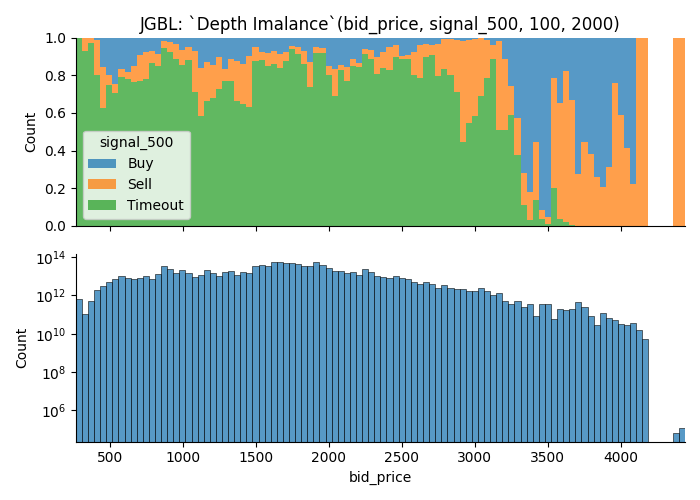 JGBL: `Depth Imalance`(bid_price, signal_500, 100, 2000)
1.0
0.8
0.6
0.4
0.2
0.0
Count
signal_500
Buy
Sell
Timeout
10^14
10^12
10^10
10^8
10^6
Count
500 1000 1500 2000 2500 3000 3500 4000
bid_price